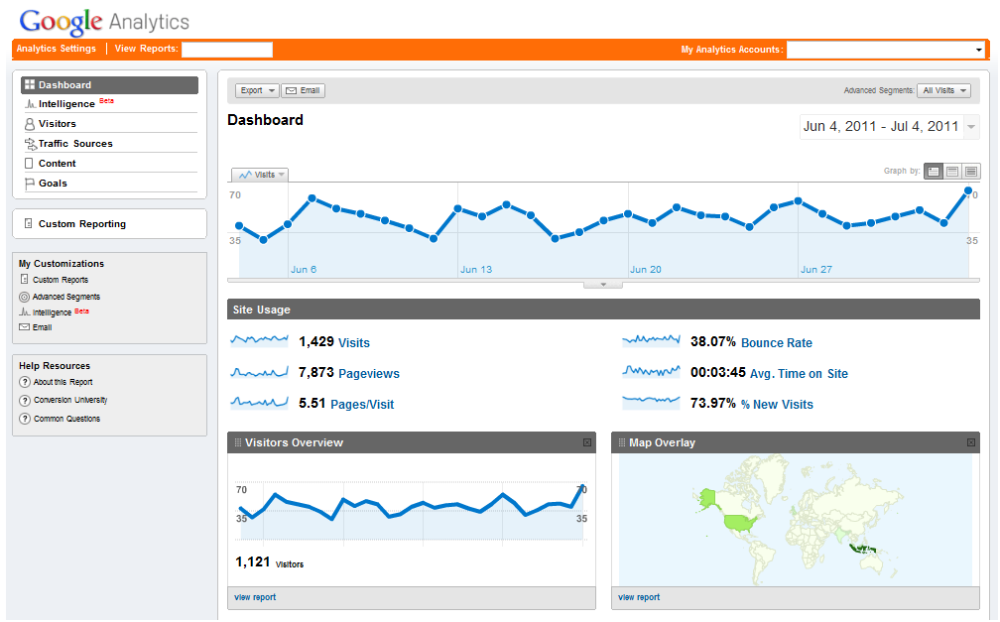 Google Analytics
Analytics Settings | View Reports: My Analytics Accounts:
Dashboard
Intelligence Beta
Visitors
Traffic Sources
Content
Goals
Custom Reporting
My Customizations
Custom Reports
Advanced Segments
Intelligence Beta
Email
Help Resources
About this Report
Conversion University
Common Questions
Export Email Advanced Segments: All Visits
Dashboard
Jun 4, 2011 - Jul 4, 2011
Visits Graph by:
70 70
35 35
Jun 6 Jun 13 Jun 20 Jun 27
Site Usage
1,429 Visits 38.07% Bounce Rate
7,873 Pageviews 00:03:45 Avg. Time on Site
5.51 Pages/Visit 73.97% % New Visits
Visitors Overview
70 70
35 35
1,121 Visitors
view report
Map Overlay
view report